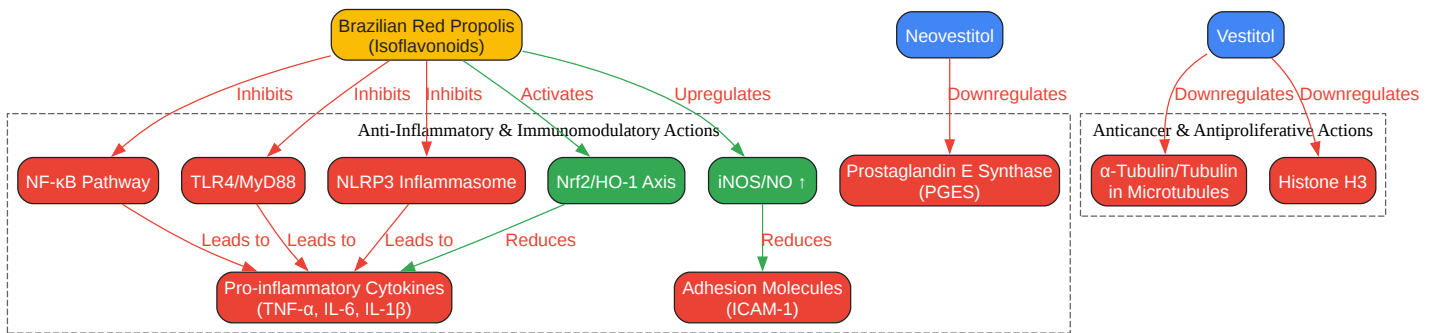 Brazilian Red Propolis
(Isoflavonoids)
Neovestitol
Vestitol
Inhibits
Inhibits
Inhibits
Activates
Upregulates
Downregulates
Downregulates
Downregulates
Anti-Inflammatory & Immunomodulatory Actions
Anticancer & Antiproliferative Actions
NF-κB Pathway
TLR4/MyD88
NLRP3 Inflammasome
Nrf2/HO-1 Axis
iNOS/NO ↑
Prostaglandin E Synthase
(PGES)
α-Tubulin/Tubulin
in Microtubules
Histone H3
Leads to
Leads to
Leads to
Reduces
Reduces
Pro-inflammatory Cytokines
(TNF-α, IL-6, IL-1β)
Adhesion Molecules
(ICAM-1)